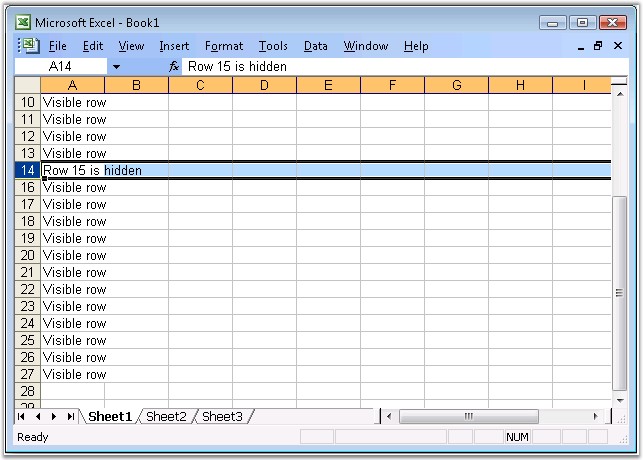 Microsoft Excel - Book1
File Edit View Insert Format Tools Data Window Help
A14 fx Row 15 is hidden
A B C D E F G H I
10 Visible row
11 Visible row
12 Visible row
13 Visible row
14 Row 15 is hidden
16 Visible row
17 Visible row
18 Visible row
19 Visible row
20 Visible row
21 Visible row
22 Visible row
23 Visible row
24 Visible row
25 Visible row
26 Visible row
27 Visible row
28
Sheet1 Sheet2 Sheet3
Ready NUM